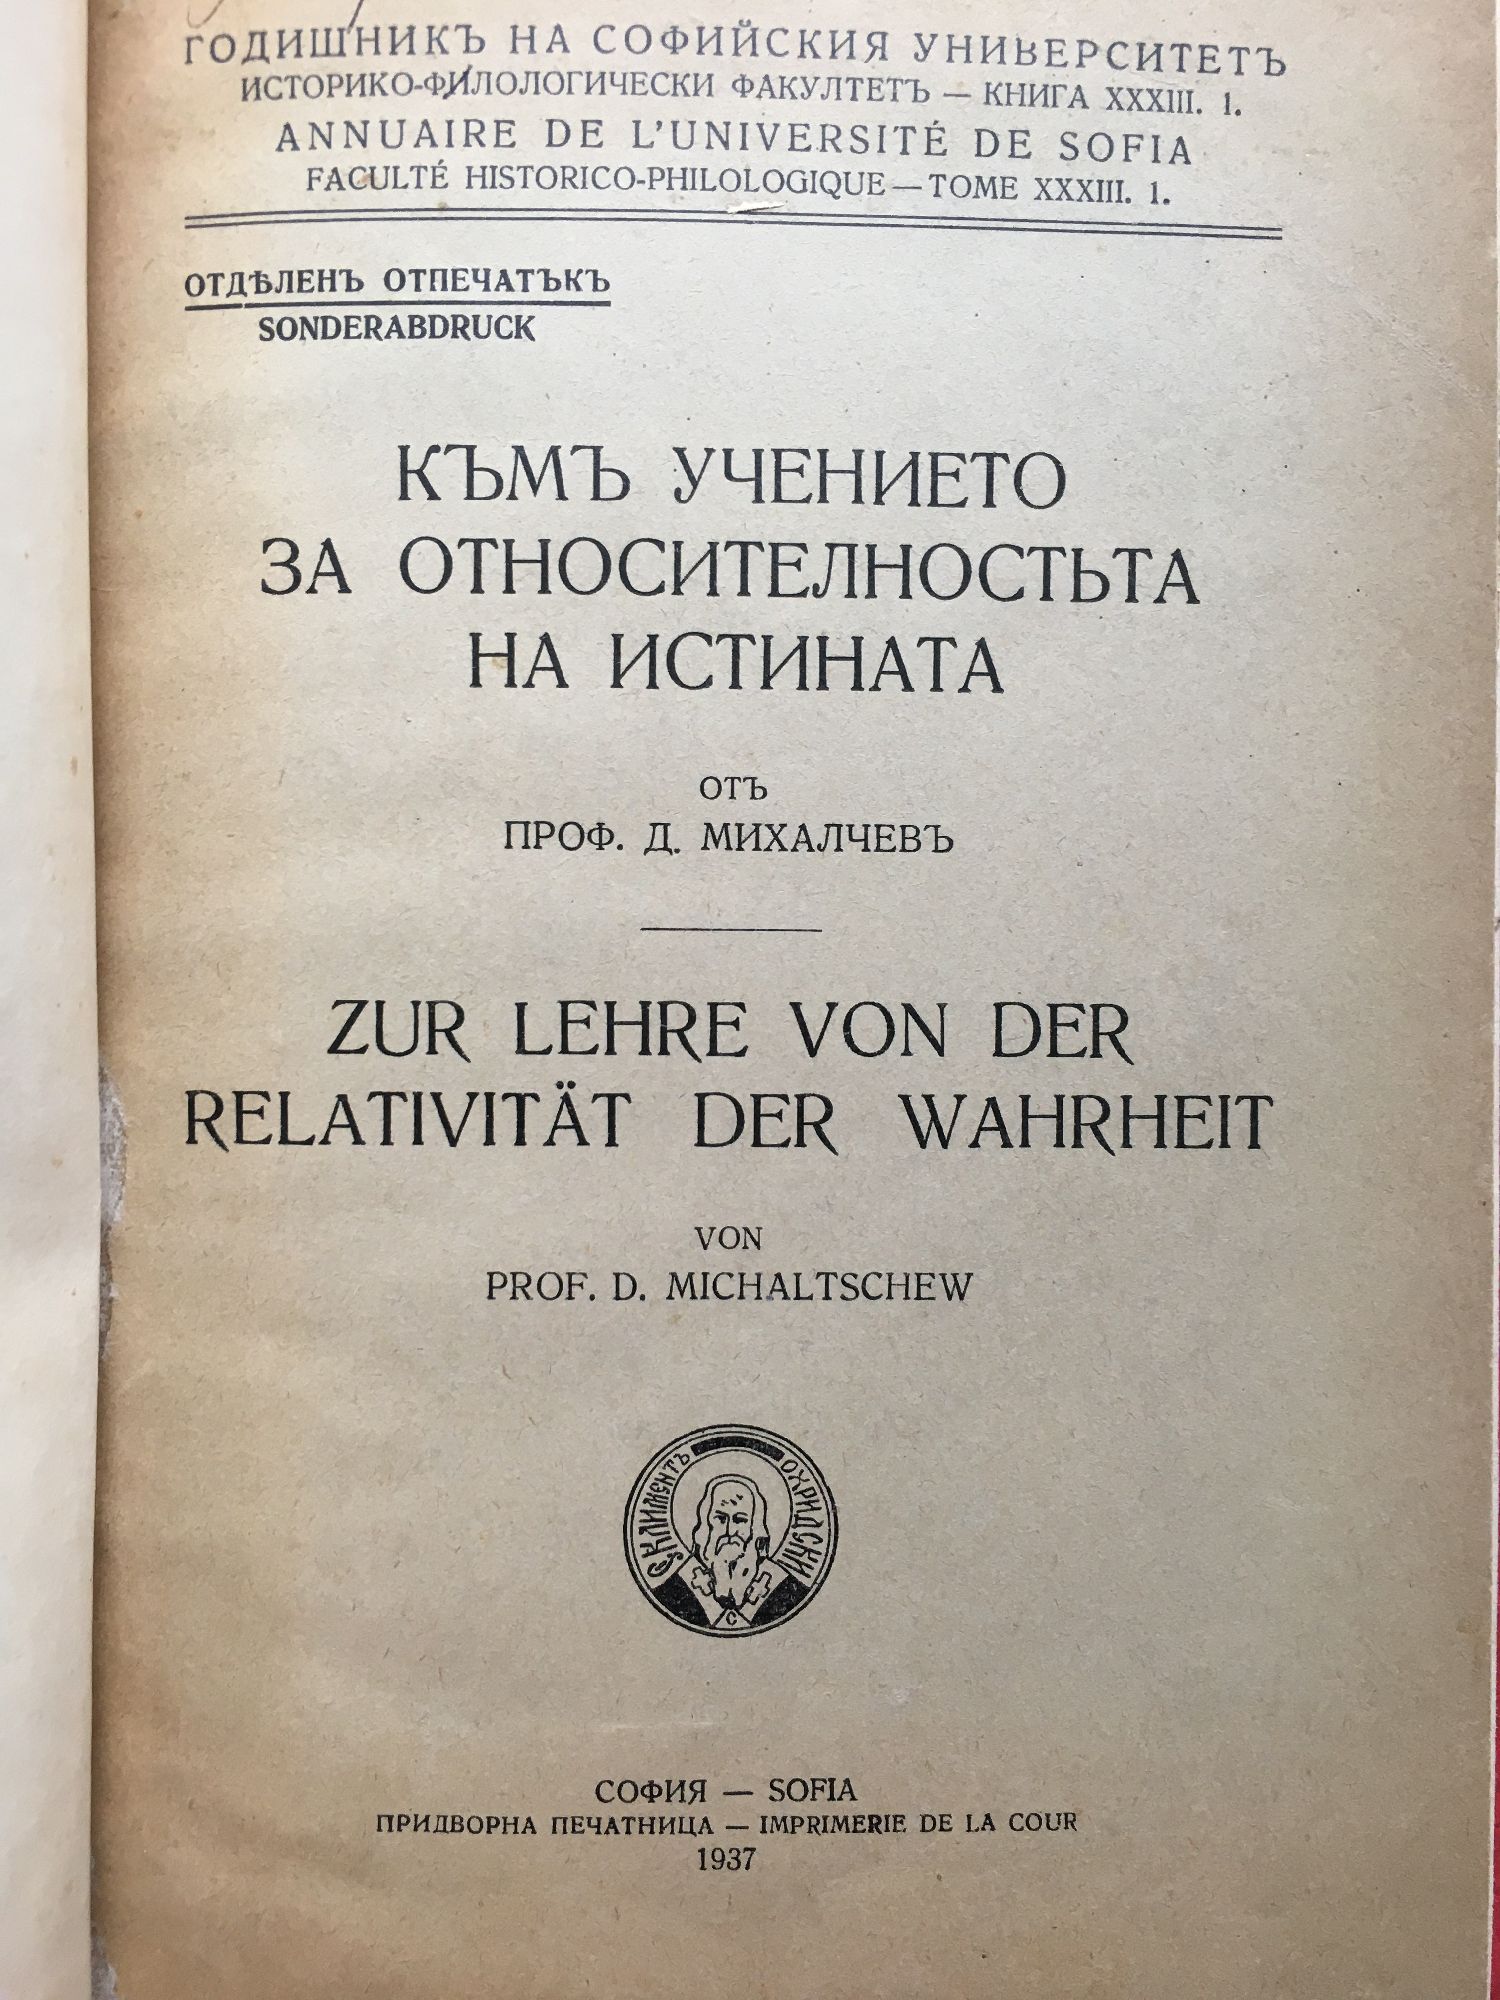 ГОДИШНИКЪ НА СОФИЙСКИЯ УНИВЕРСИТЕТЪ
ИСТОРИКО-ФИЛОЛОГИЧЕСКИ ФАКУЛТЕТЪ — КНИГА XXXIII. 1.
ANNUAIRE DE L'UNIVERSITÉ DE SOFIA
FACULTÉ HISTORICO-PHILOLOGIQUE — TOME XXXIII. 1.
ОТДѢЛЕНЪ ОТПЕЧАТЪКЪ
SONDERABDRUCK
КЪМЪ УЧЕНИЕТО
ЗА ОТНОСИТЕЛНОСТЬТА
НА ИСТИНАТА
ОТЪ
ПРОФ. Д. МИХАЛЧЕВЪ
ZUR LEHRE VON DER
RELATIVITÄT DER WAHRHEIT
VON
PROF. D. MICHALTSCHEW
С КЛИМЕНТЪ ОХРИДСКИ
С
СОФИЯ — SOFIA
ПРИДВОРНА ПЕЧАТНИЦА — IMPRIMERIE DE LA COUR
1937